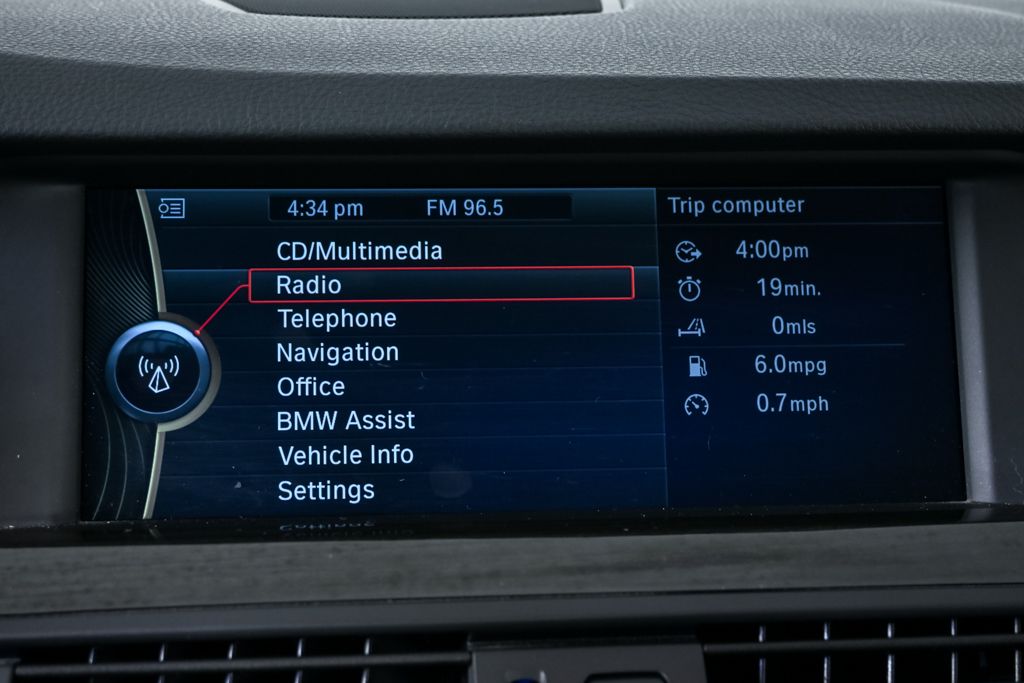 4:34 pm FM 96.5
CD/Multimedia
Radio
Telephone
Navigation
Office
BMW Assist
Vehicle Info
Settings
Trip computer
4:00pm
19min.
0mls
6.0mpg
0.7mph